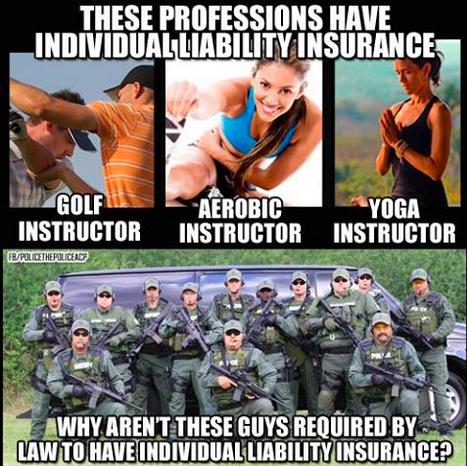 THESE PROFESSIONS HAVE
INDIVIDUAL LIABILITY INSURANCE
GOLF
INSTRUCTOR
AEROBIC
INSTRUCTOR
YOGA
INSTRUCTOR
FB/POLICETHEPOLICEACP
POLICE
WHY AREN'T THESE GUYS REQUIRED BY
LAW TO HAVE INDIVIDUAL LIABILITY INSURANCE?